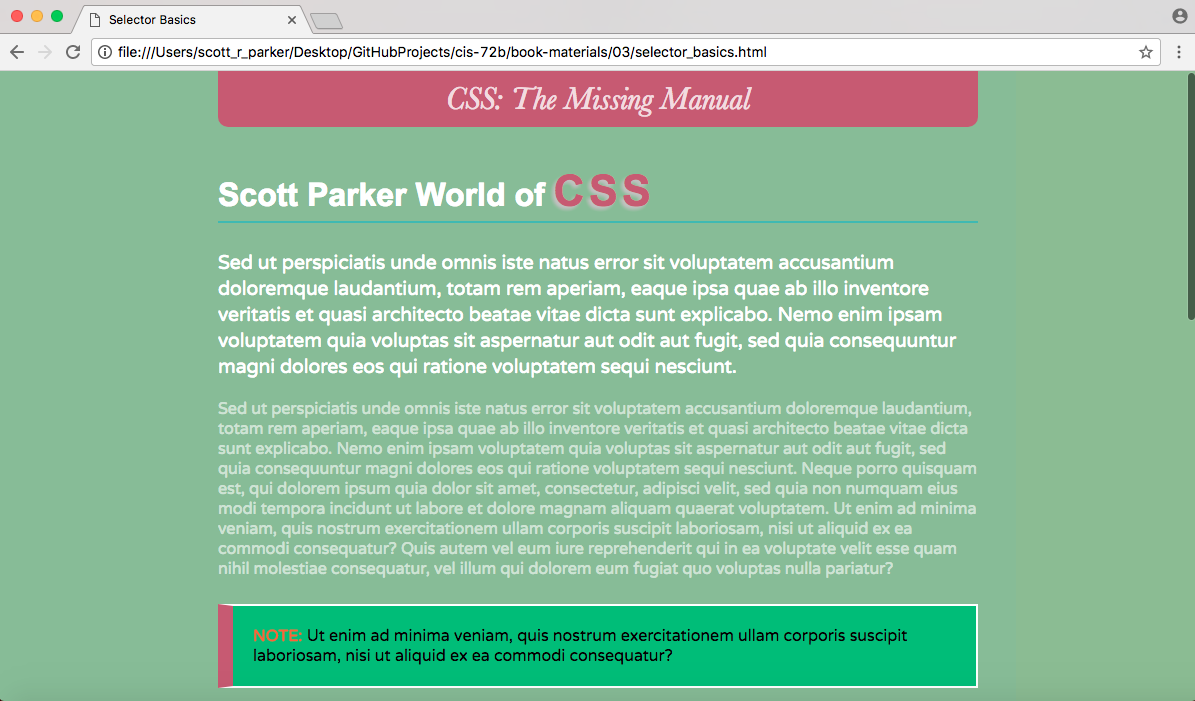 Selector Basics
file:///Users/scott_r_parker/Desktop/GitHubProjects/cis-72b/book-materials/03/selector_basics.html
CSS: The Missing Manual
Scott Parker World of CSS
Sed ut perspiciatis unde omnis iste natus error sit voluptatem accusantium
doloremque laudantium, totam rem aperiam, eaque ipsa quae ab illo inventore
veritatis et quasi architecto beatae vitae dicta sunt explicabo. Nemo enim ipsam
voluptatem quia voluptas sit aspernatur aut odit aut fugit, sed quia consequuntur
magni dolores eos qui ratione voluptatem sequi nesciunt.
Sed ut perspiciatis unde omnis iste natus error sit voluptatem accusantium doloremque laudantium,
totam rem aperiam, eaque ipsa quae ab illo inventore veritatis et quasi architecto beatae vitae dicta
sunt explicabo. Nemo enim ipsam voluptatem quia voluptas sit aspernatur aut odit aut fugit, sed
quia consequuntur magni dolores eos qui ratione voluptatem sequi nesciunt. Neque porro quisquam
est, qui dolorem ipsum quia dolor sit amet, consectetur, adipisci velit, sed quia non numquam eius
modi tempora incidunt ut labore et dolore magnam aliquam quaerat voluptatem. Ut enim ad minima
veniam, quis nostrum exercitationem ullam corporis suscipit laboriosam, nisi ut aliquid ex ea
commodi consequatur? Quis autem vel eum iure reprehenderit qui in ea voluptate velit esse quam
nihil molestiae consequatur, vel illum qui dolorem eum fugiat quo voluptas nulla pariatur?
NOTE: Ut enim ad minima veniam, quis nostrum exercitationem ullam corporis suscipit
laboriosam, nisi ut aliquid ex ea commodi consequatur?